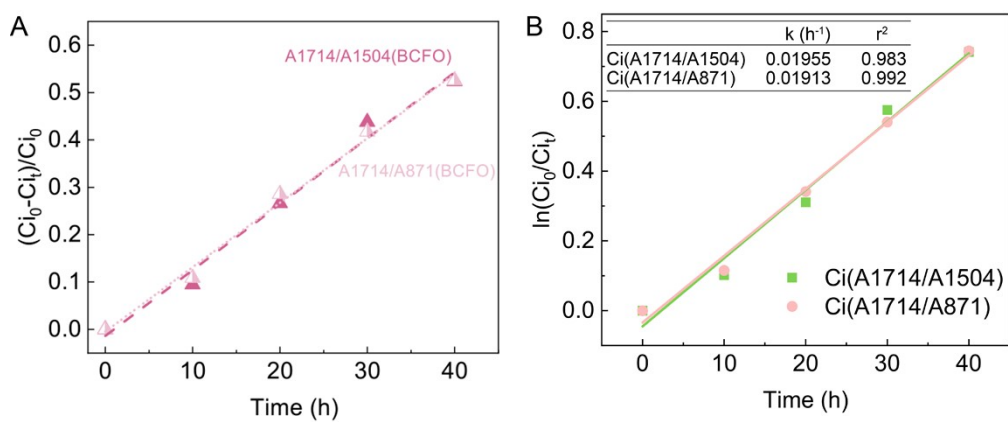 A
(Ci₀-Ciₜ)/Ci₀
0.6
0.5
0.4
0.3
0.2
0.1
0.0
A1714/A1504(BCFO)
A1714/A871(BCFO)
0 10 20 30 40
Time (h)
B
ln(Ci₀/Ciₜ)
0.8
0.6
0.4
0.2
0.0
k (h⁻¹) r²
Ci(A1714/A1504) 0.01955 0.983
Ci(A1714/A871) 0.01913 0.992
Ci(A1714/A1504)
Ci(A1714/A871)
0 10 20 30 40
Time (h)